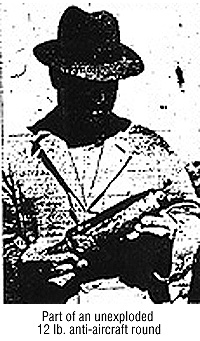 Part of an unexploded
12 lb. anti-aircraft round